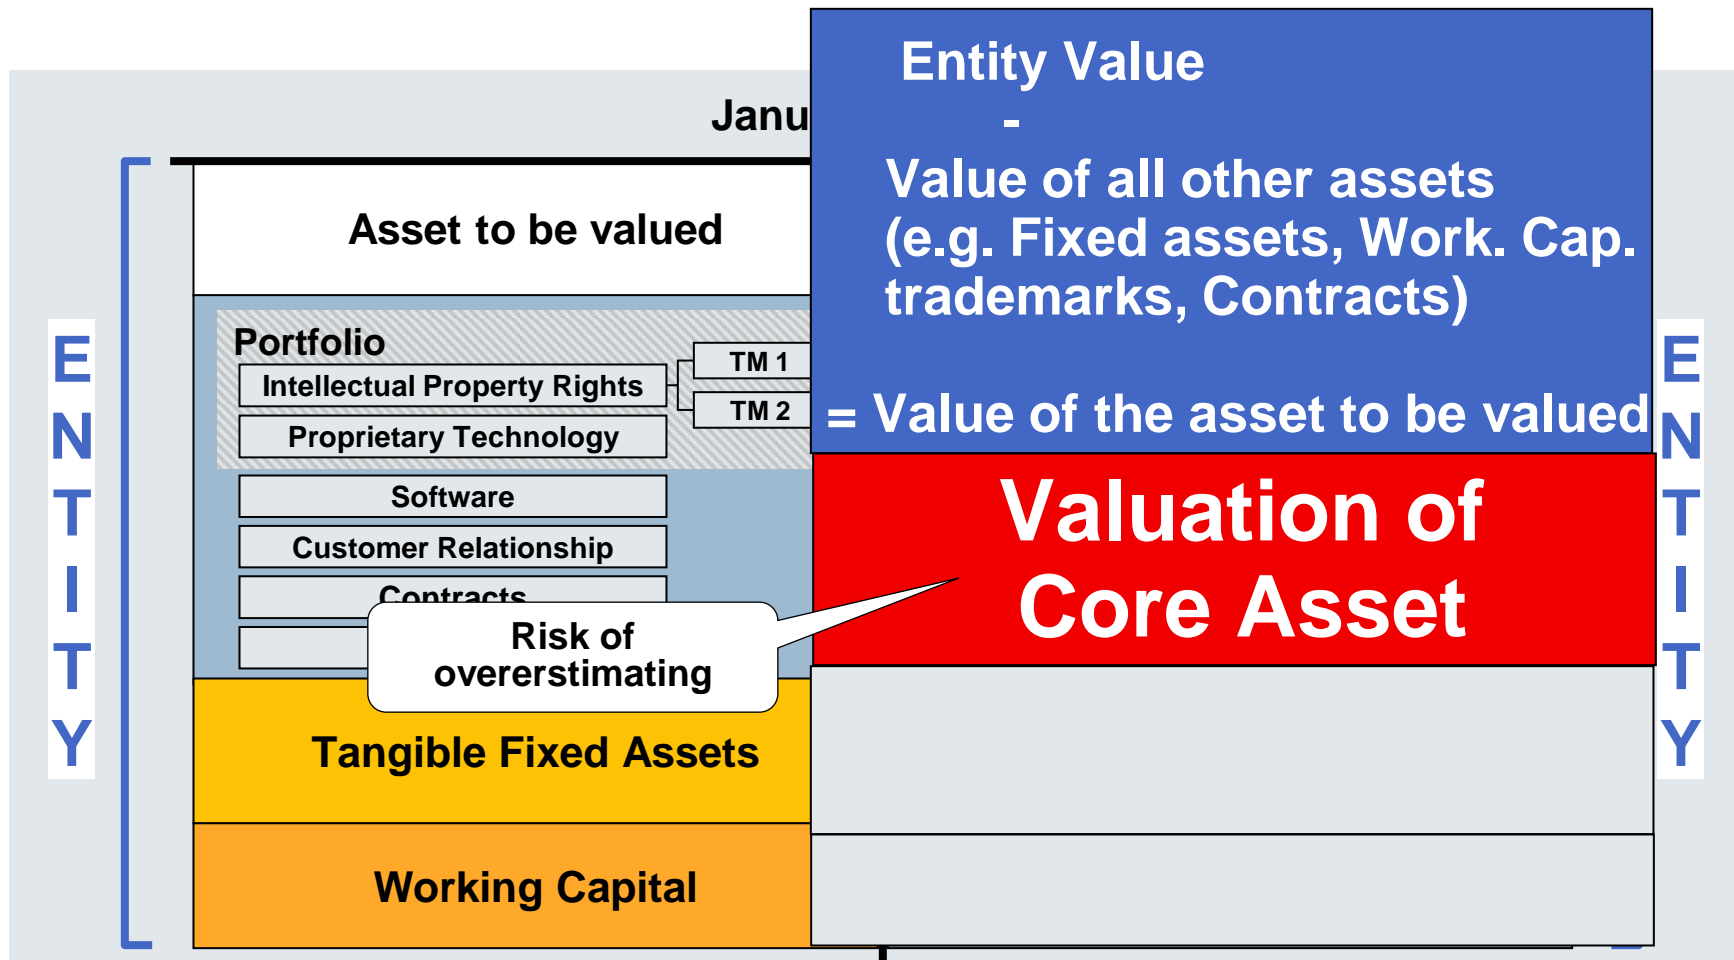 Entity Value
-
Value of all other assets
(e.g. Fixed assets, Work. Cap.
trademarks, Contracts)
= Value of the asset to be valued
Janu
Asset to be valued
Portfolio
Intellectual Property Rights
TM 1
TM 2
Proprietary Technology
Software
Customer Relationship
Contracts
Risk of
overerstimating
Valuation of
Core Asset
Tangible Fixed Assets
Working Capital
E
N
T
I
T
Y
E
N
T
I
T
Y